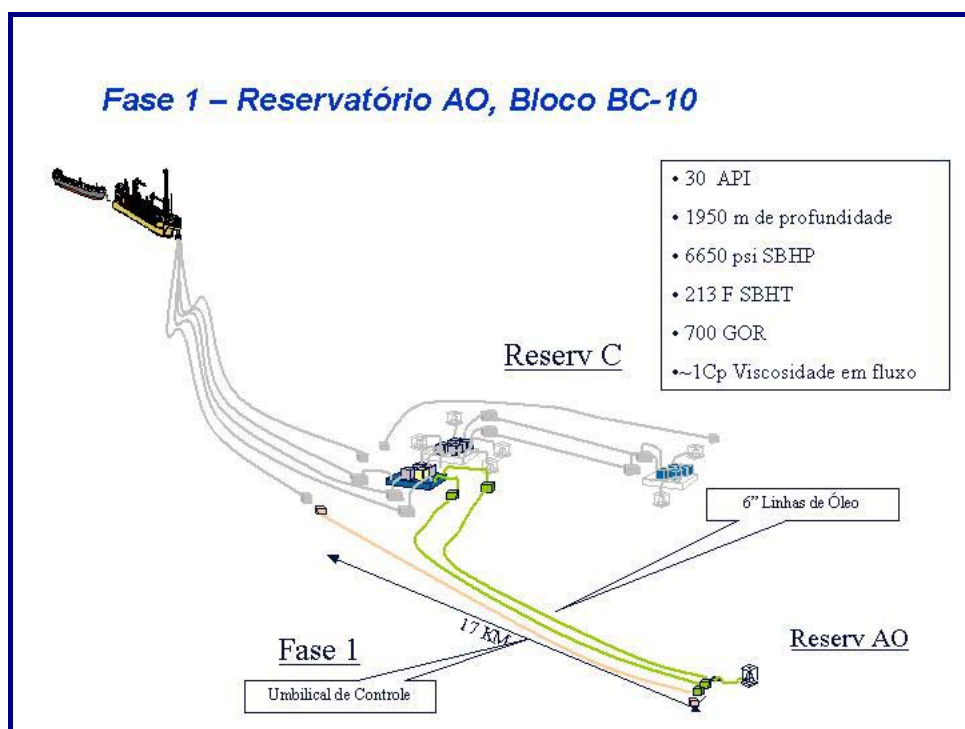 Fase 1 – Reservatório AO, Bloco BC-10
• 30 API
• 1950 m de profundidade
• 6650 psi SBHP
• 213 F SBHT
• 700 GOR
•~1Cp Viscosidade em fluxo
Reserv C
6” Linhas de Óleo
17 KM
Reserv AO
Fase 1
Umbilical de Controle